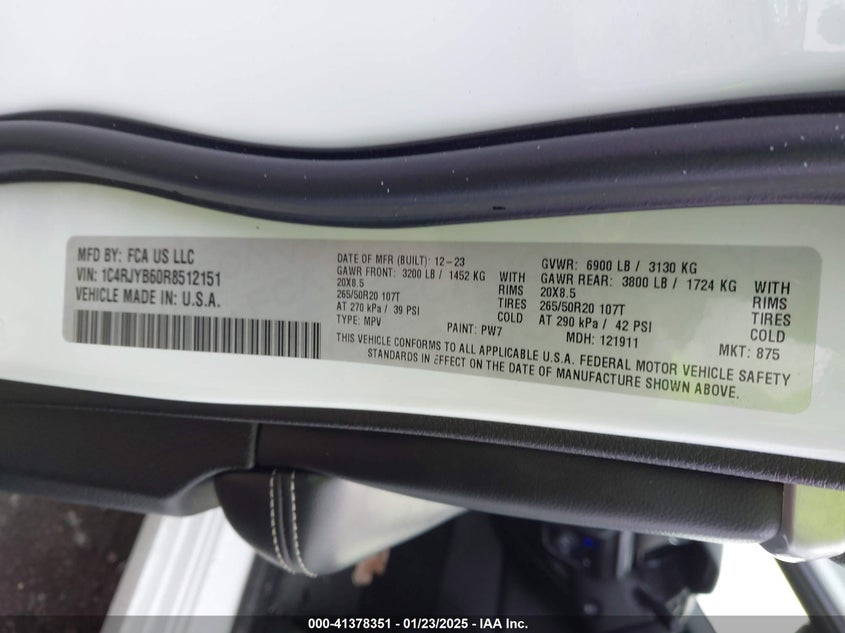 MFD BY: FCA US LLC
VIN: 1C4RJYB60R8512151
VEHICLE MADE IN: U.S.A.
DATE OF MFR (BUILT): 12-23
GAWR FRONT: 3200 LB / 1452 KG WITH
20X8.5 RIMS
265/50R20 107T TIRES
AT 270 kPa / 39 PSI COLD
TYPE: MPV PAINT: PW7
GVWR: 6900 LB / 3130 KG
GAWR REAR: 3800 LB / 1724 KG WITH
20X8.5 RIMS
265/50R20 107T TIRES
AT 290 kPa / 42 PSI COLD
MDH: 121911 MKT: 875
THIS VEHICLE CONFORMS TO ALL APPLICABLE U.S.A. FEDERAL MOTOR VEHICLE SAFETY
STANDARDS IN EFFECT ON THE DATE OF MANUFACTURE SHOWN ABOVE.
000-41378351 / 01/23/2025 - IAA Inc.